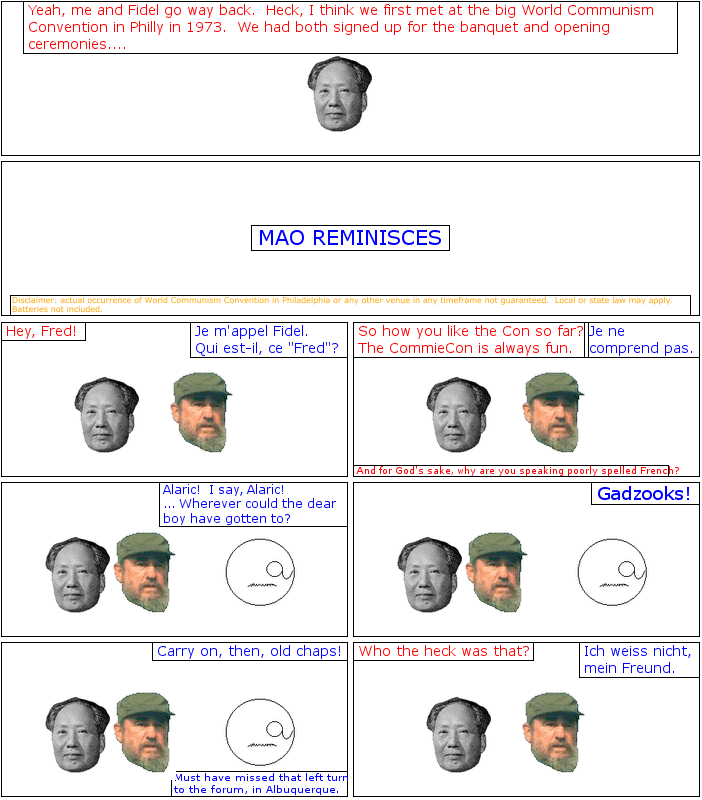 Yeah, me and Fidel go way back.  Heck, I think we first met at the big World Communism
Convention in Philly in 1973.  We had both signed up for the banquet and opening
ceremonies....
MAO REMINISCES
Disclaimer: actual occurrence of World Communism Convention in Philadelphia or any other venue in any timeframe not guaranteed.  Local or state law may apply.
Batteries not included.
Hey, Fred!
Je m'appel Fidel.
Qui est-il, ce "Fred"?
So how you like the Con so far?
The CommieCon is always fun.
Je ne
comprend pas.
And for God's sake, why are you speaking poorly spelled French?
Alaric!  I say, Alaric!
... Wherever could the dear
boy have gotten to?
Gadzooks!
Carry on, then, old chaps!
Must have missed that left turn
to the forum, in Albuquerque.
Who the heck was that?
Ich weiss nicht,
mein Freund.